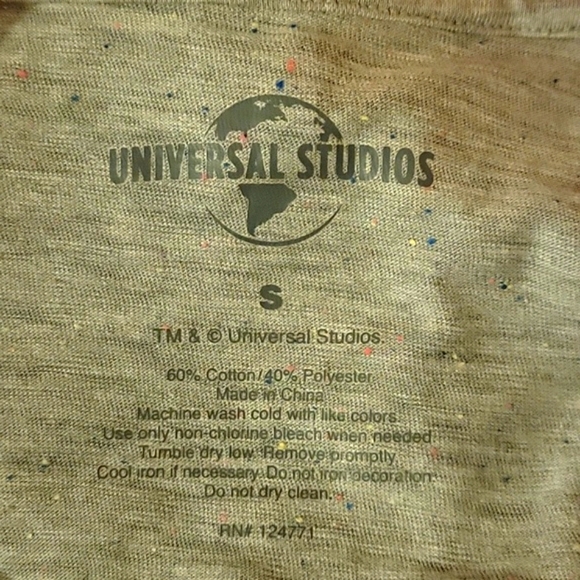 UNIVERSAL STUDIOS
S
TM & © Universal Studios.
60% Cotton/40% Polyester
Made in China
Machine wash cold with like colors
Use only non-chlorine bleach when needed
Tumble dry low. Remove promptly.
Cool iron if necessary. Do not iron decoration.
Do not dry clean.
RN# 124771